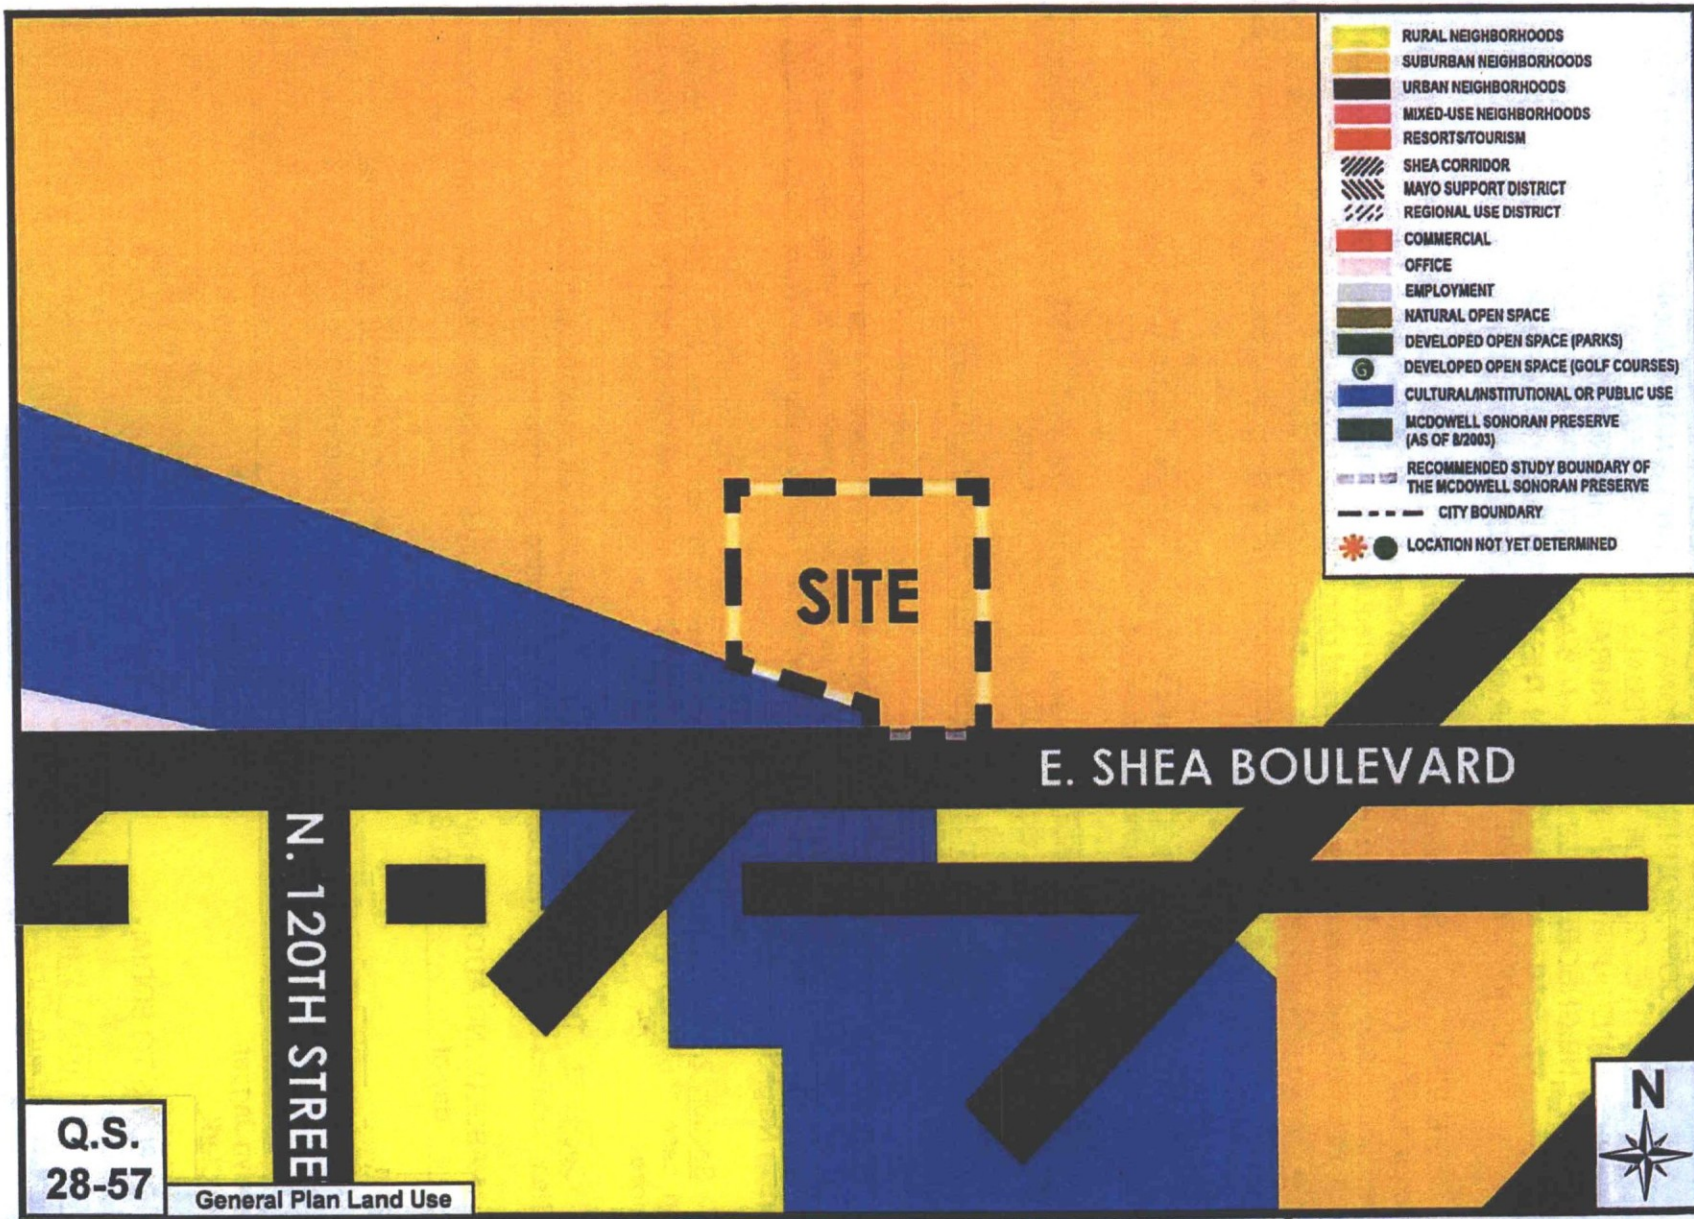 RURAL NEIGHBORHOODS
SUBURBAN NEIGHBORHOODS
URBAN NEIGHBORHOODS
MIXED-USE NEIGHBORHOODS
RESORTS/TOURISM
SHEA CORRIDOR
MAYO SUPPORT DISTRICT
REGIONAL USE DISTRICT
COMMERCIAL
OFFICE
EMPLOYMENT
NATURAL OPEN SPACE
DEVELOPED OPEN SPACE (PARKS)
G DEVELOPED OPEN SPACE (GOLF COURSES)
CULTURAL/INSTITUTIONAL OR PUBLIC USE
MCDOWELL SONORAN PRESERVE
(AS OF 8/2003)
RECOMMENDED STUDY BOUNDARY OF
THE MCDOWELL SONORAN PRESERVE
CITY BOUNDARY
LOCATION NOT YET DETERMINED
SITE
E. SHEA BOULEVARD
N. 120TH STREE
Q.S.
28-57
General Plan Land Use
N